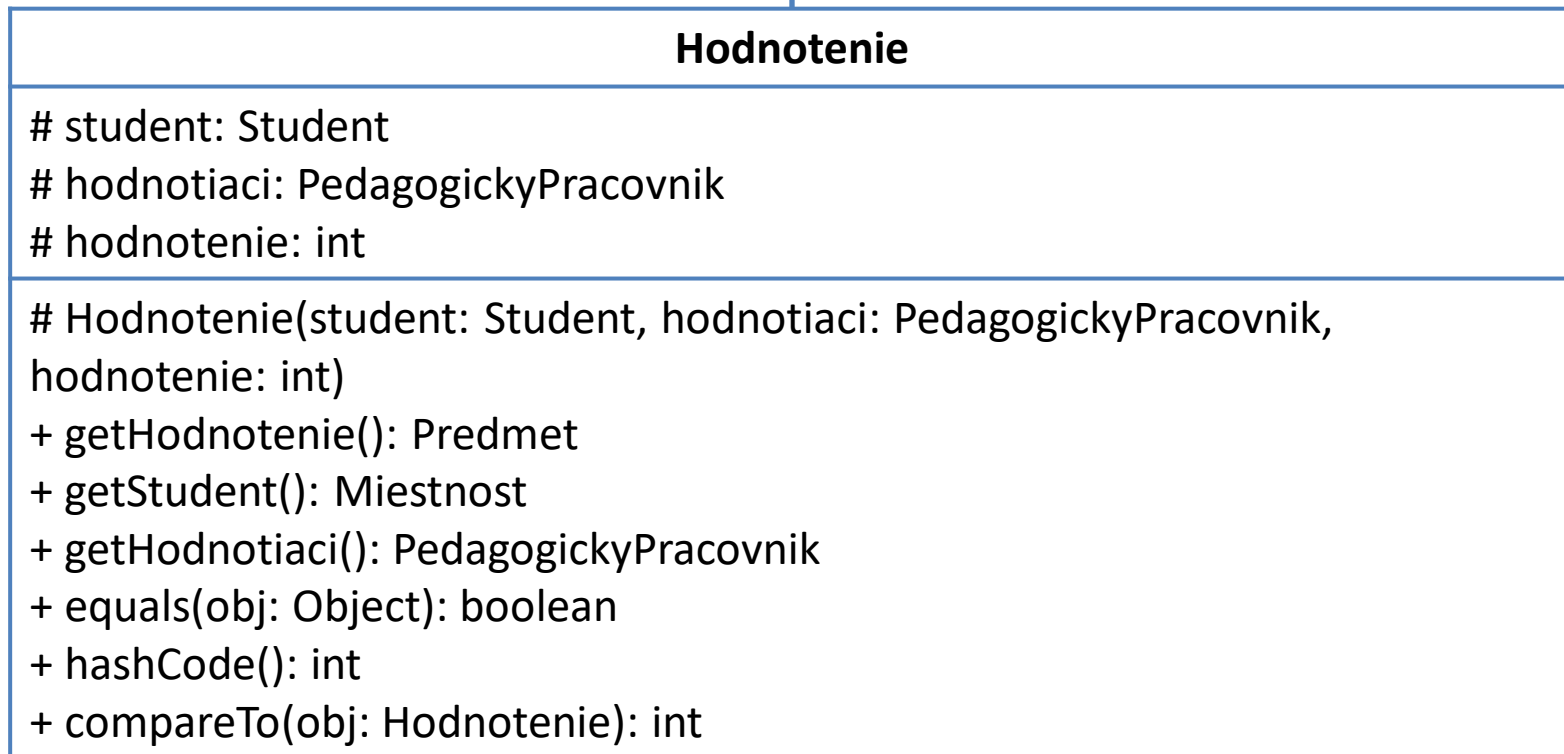 Hodnotenie
# student: Student
# hodnotiaci: PedagogickyPracovnik
# hodnotenie: int
# Hodnotenie(student: Student, hodnotiaci: PedagogickyPracovnik,
hodnotenie: int)
+ getHodnotenie(): Predmet
+ getStudent(): Miestnost
+ getHodnotiaci(): PedagogickyPracovnik
+ equals(obj: Object): boolean
+ hashCode(): int
+ compareTo(obj: Hodnotenie): int